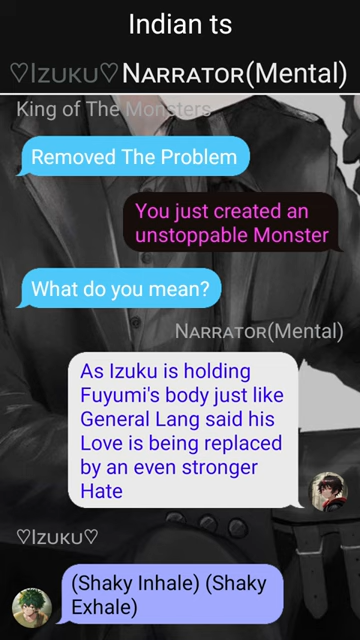 Indian ts
♡Izuku♡ Narrator(Mental)
King of The Monsters
Removed The Problem
You just created an
unstoppable Monster
What do you mean?
Narrator(Mental)
As Izuku is holding
Fuyumi's body just like
General Lang said his
Love is being replaced
by an even stronger
Hate
♡Izuku♡
(Shaky Inhale) (Shaky
Exhale)